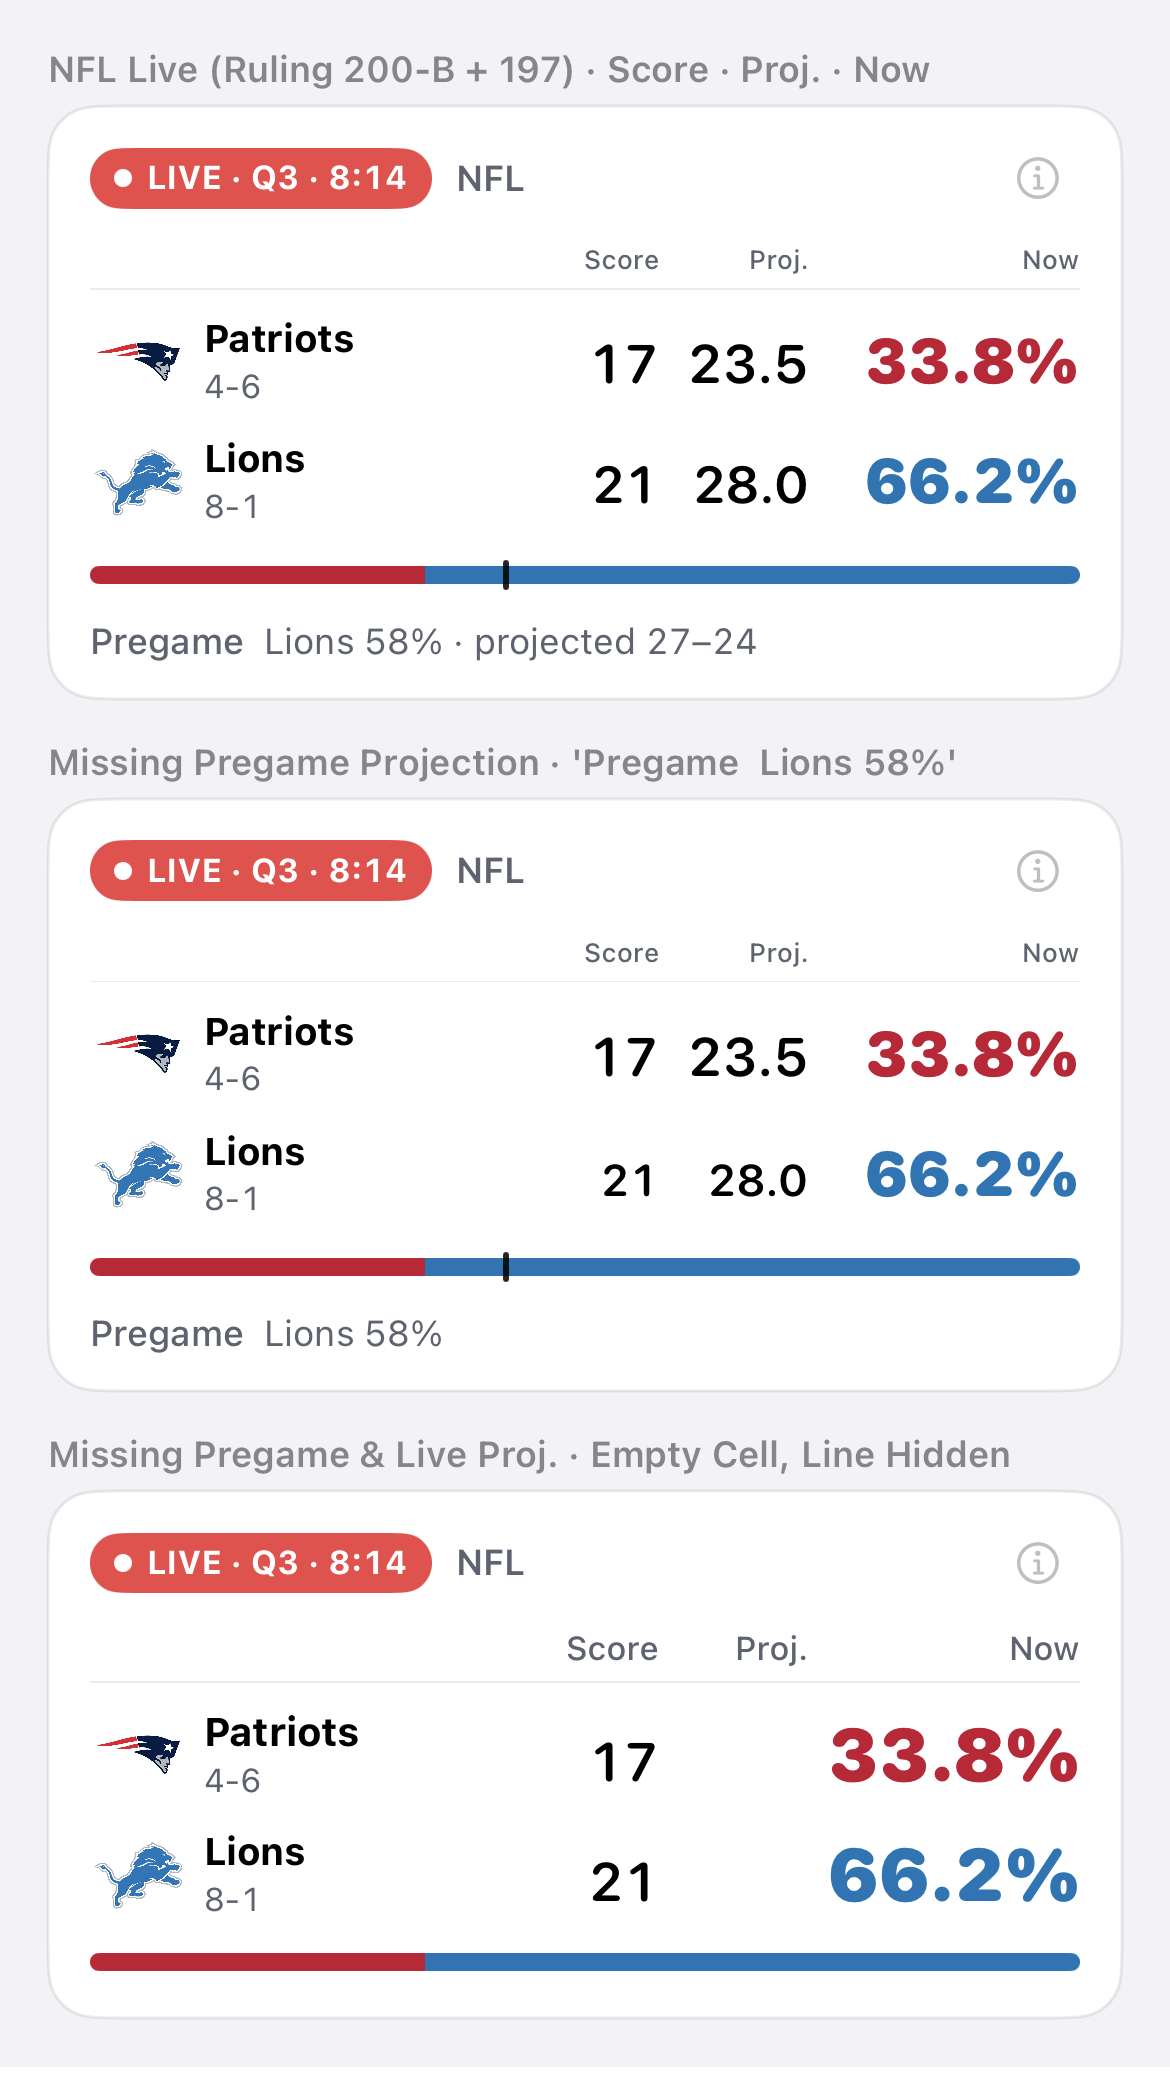 NFL Live (Ruling 200-B + 197) · Score · Proj. · Now
LIVE · Q3 · 8:14 NFL
Score Proj. Now
Patriots
4-6
17 23.5 33.8%
Lions
8-1
21 28.0 66.2%
Pregame Lions 58% · projected 27–24
Missing Pregame Projection · 'Pregame  Lions 58%'
LIVE · Q3 · 8:14 NFL
Score Proj. Now
Patriots
4-6
17 23.5 33.8%
Lions
8-1
21 28.0 66.2%
Pregame Lions 58%
Missing Pregame & Live Proj. · Empty Cell, Line Hidden
LIVE · Q3 · 8:14 NFL
Score Proj. Now
Patriots
4-6
17 33.8%
Lions
8-1
21 66.2%